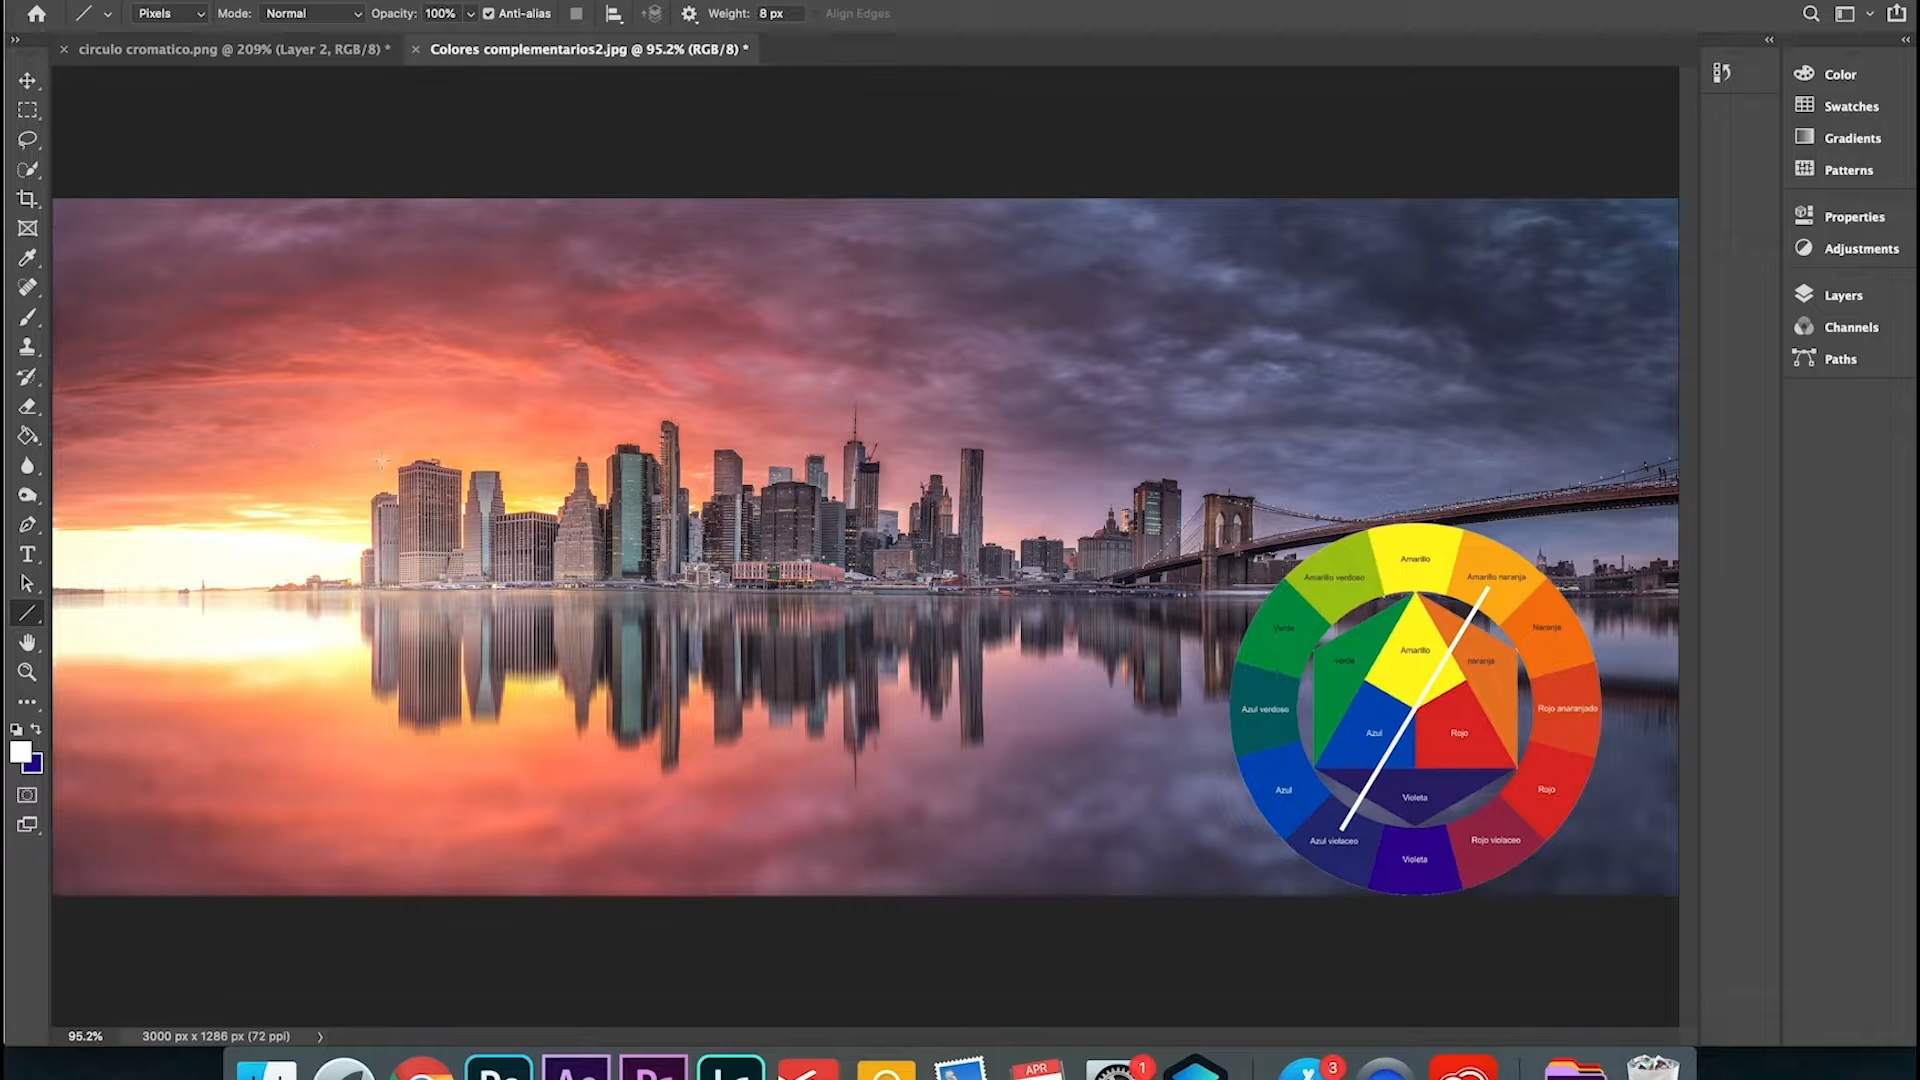 Pixels Mode: Normal Opacity: 100% Anti-alias Weight: 8 px Align Edges
circulo cromatico.png @ 209% (Layer 2, RGB/8) * Colores complementarios2.jpg @ 95.2% (RGB/8) *
Color
Swatches
Gradients
Patterns
Properties
Adjustments
Layers
Channels
Paths
Amarillo
Amarillo verdoso
Amarillo naranja
Verde
Naranja
Amarillo
verde
naranja
Azul verdoso
Rojo anaranjado
Azul
Rojo
Azul
Rojo
Violeta
Azul violaceo
Rojo violaceo
Violeta
95.2% 3000 px x 1286 px (72 ppi)
APR
1
3